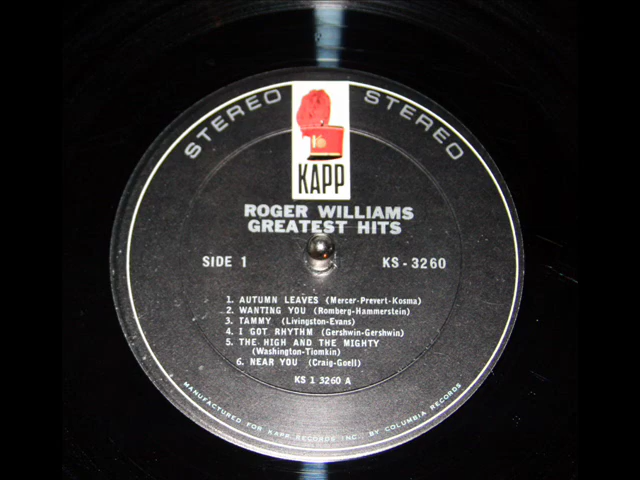 STEREO STEREO
KAPP
ROGER WILLIAMS
GREATEST HITS
SIDE 1 KS-3260
1. AUTUMN LEAVES (Mercer-Prevert-Kosma)
2. WANTING YOU (Romberg-Hammerstein)
3. TAMMY (Livingston-Evans)
4. I GOT RHYTHM (Gershwin-Gershwin)
5. THE HIGH AND THE MIGHTY
(Washington-Tiomkin)
6. NEAR YOU (Craig-Goell)
KS 1 3260 A
MANUFACTURED FOR KAPP RECORDS INC., BY COLUMBIA RECORDS